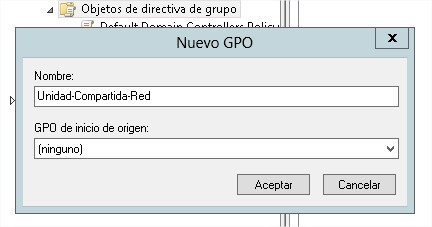 Objetos de directiva de grupo
Default Domain Controllers Policy
Nuevo GPO
x
Nombre:
Unidad-Compartida-Red
GPO de inicio de origen:
(ninguno)
Aceptar
Cancelar